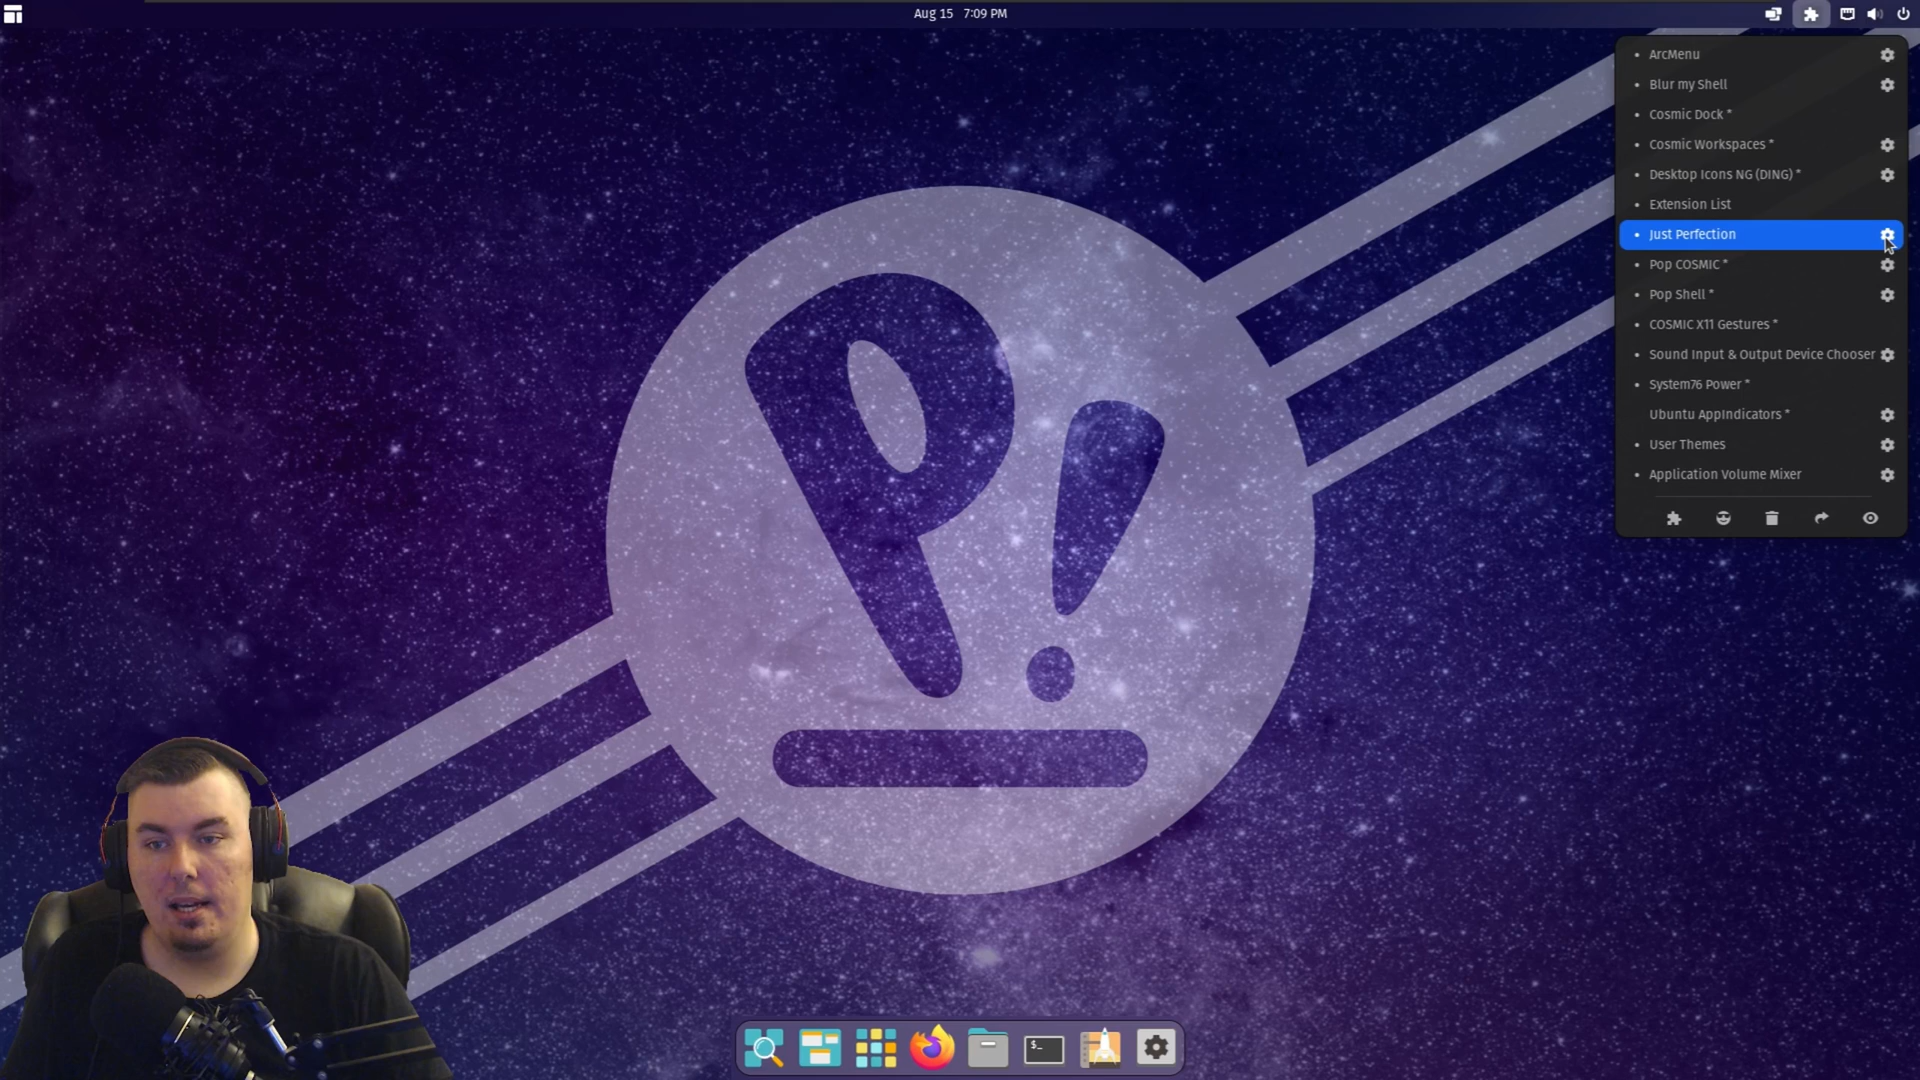 Aug 15 7:09 PM
ArcMenu
Blur my Shell
Cosmic Dock *
Cosmic Workspaces *
Desktop Icons NG (DING) *
Extension List
Just Perfection
Pop COSMIC *
Pop Shell *
COSMIC X11 Gestures *
Sound Input & Output Device Chooser
System76 Power *
Ubuntu AppIndicators *
User Themes
Application Volume Mixer
P!
$_